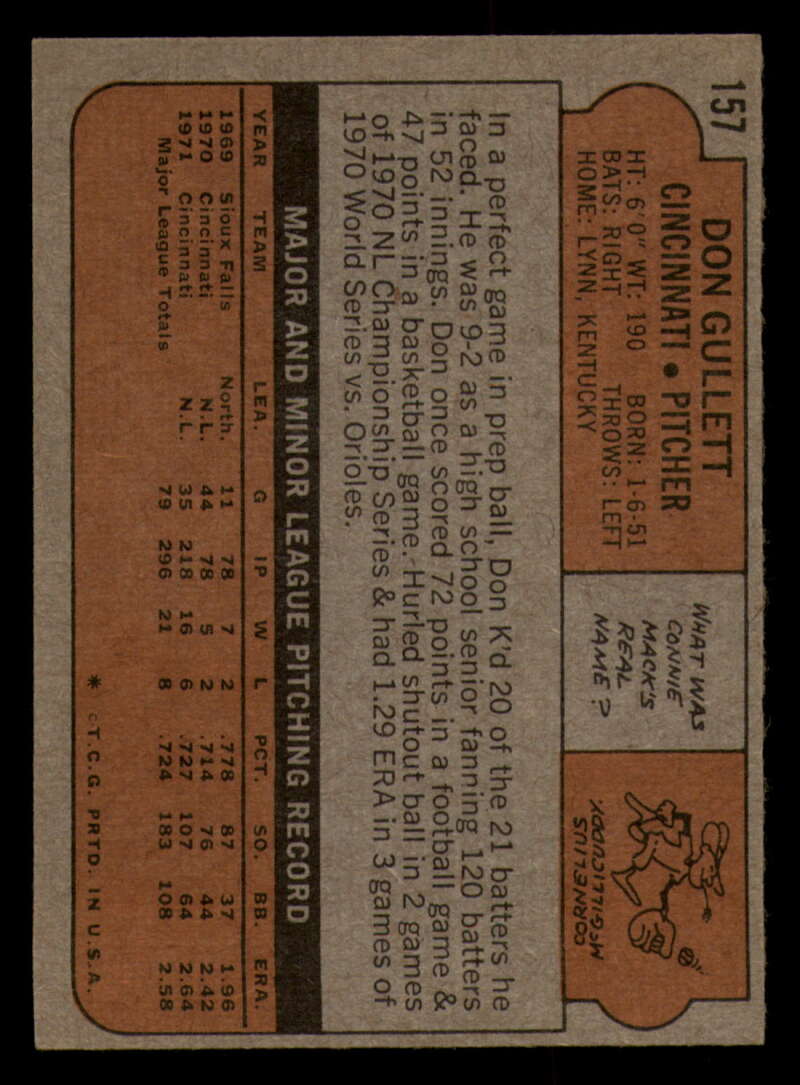 157
DON GULLETT
CINCINNATI • PITCHER
HT: 6'0" WT: 190 BORN: 1-6-51
BATS: RIGHT THROWS: LEFT
HOME: LYNN, KENTUCKY
WHAT WAS
CONNIE
MACK'S
REAL
NAME?
CORNELIUS
McGILLICUDDY
In a perfect game in prep ball, Don K'd 20 of the 21 batters he
faced. He was 9-2 as a high school senior fanning 120 batters
in 52 innings. Don once scored 72 points in a football game &
47 points in a basketball game. Hurled shutout ball in 2 games
of 1970 NL Championship Series & had 1.29 ERA in 3 games of
1970 World Series vs. Orioles.
MAJOR AND MINOR LEAGUE PITCHING RECORD
YEAR TEAM LEA. G IP W L PCT. SO. BB. ERA.
1969 Sioux Falls North. 11 78 7 2 .778 87 37 1.96
1970 Cincinnati N.L. 44 78 5 2 .714 76 44 2.42
1971 Cincinnati N.L. 35 218 16 6 .727 107 64 2.64
Major League Totals 79 296 21 8 .724 183 108 2.58
* ©T.C.G. PRTD. IN U.S.A.